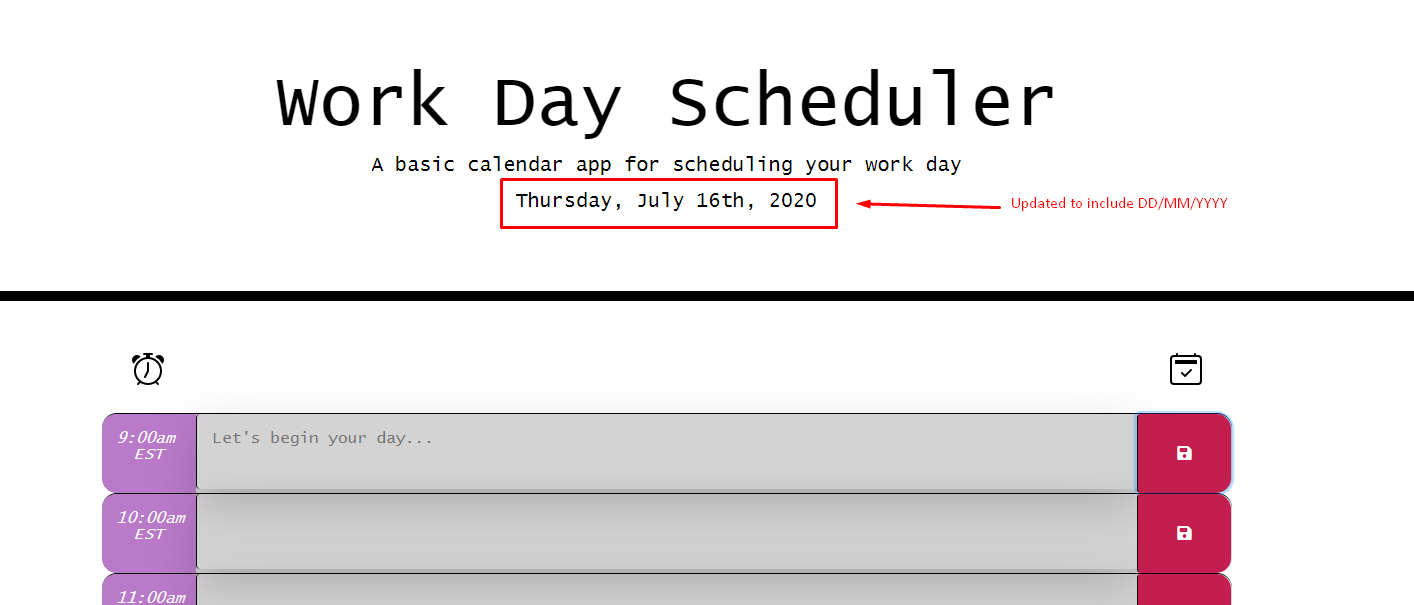 Work Day Scheduler
A basic calendar app for scheduling your work day
Thursday, July 16th, 2020
Updated to include DD/MM/YYYY
9:00am
EST
Let's begin your day...
10:00am
EST
11:00am